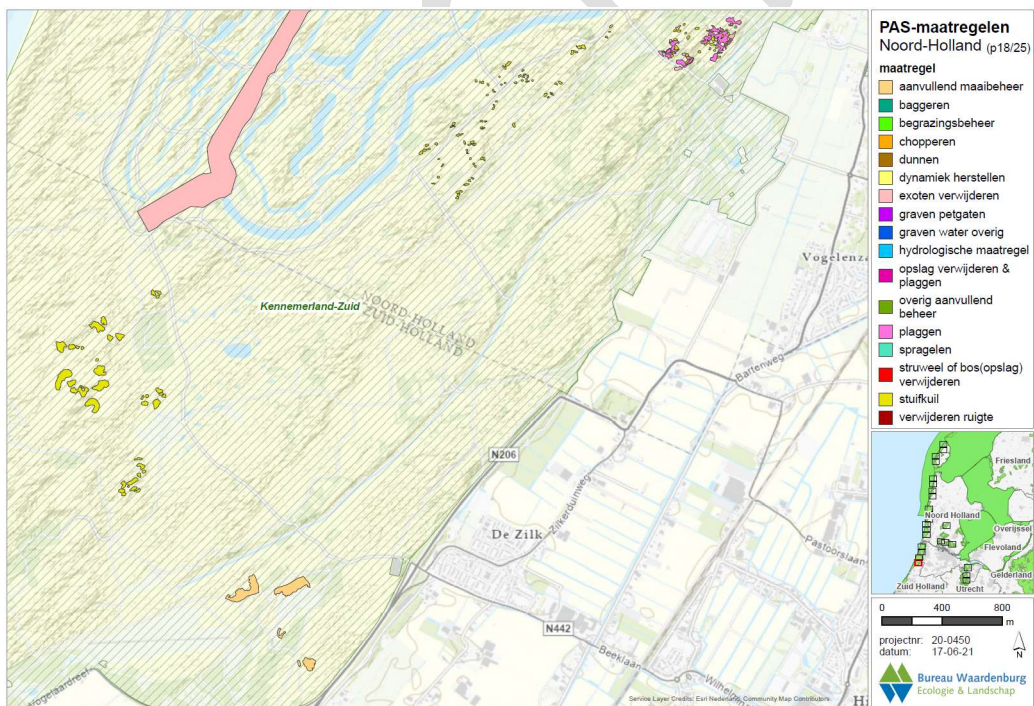 PAS-maatregelen
Noord-Holland (p18/25)
maatregel
aanvullend maaibeheer
baggeren
begrazingsbeheer
chopperen
dunnen
dynamiek herstellen
exoten verwijderen
graven petgaten
graven water overig
hydrologische maatregel
opslag verwijderen &
plaggen
overig aanvullend
beheer
plaggen
spragelen
struweel of bos(opslag)
verwijderen
stuifkuil
verwijderen ruigte
Kennemerland-Zuid
NOORD-HOLLAND
ZUID-HOLLAND
Vogelenza
Bartenweg
N206
Zilkerduinweg
De Zilk
Pastoorslaan
N442
Beeklaan
Wilhelmi
Hi
ogelaardreef
Service Layer Credits: Esri Nederland, Community Map Contributors
Friesland
Noord Holland
Overijssel
Flevoland
Gelderland
Zuid Holland
Utrecht
0 400 800
m
projectnr: 20-0450
datum: 17-06-21
N
Bureau Waardenburg
Ecologie & Landschap